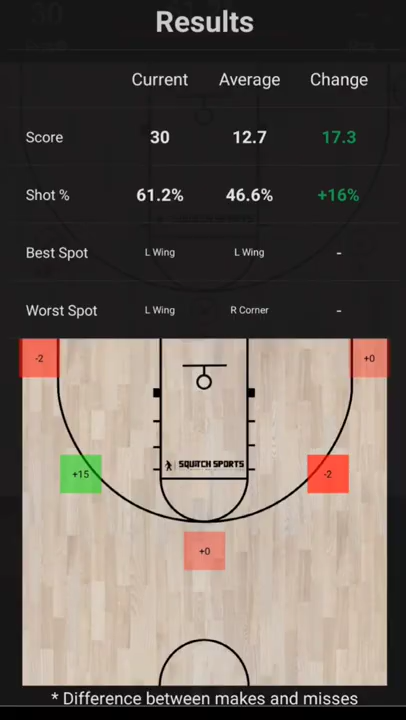 Results
Current Average Change
Score 30 12.7 17.3
Shot % 61.2% 46.6% +16%
Best Spot L Wing L Wing -
Worst Spot L Wing R Corner -
-2 +0
SQUITCH SPORTS
+15 -2
+0
* Difference between makes and misses